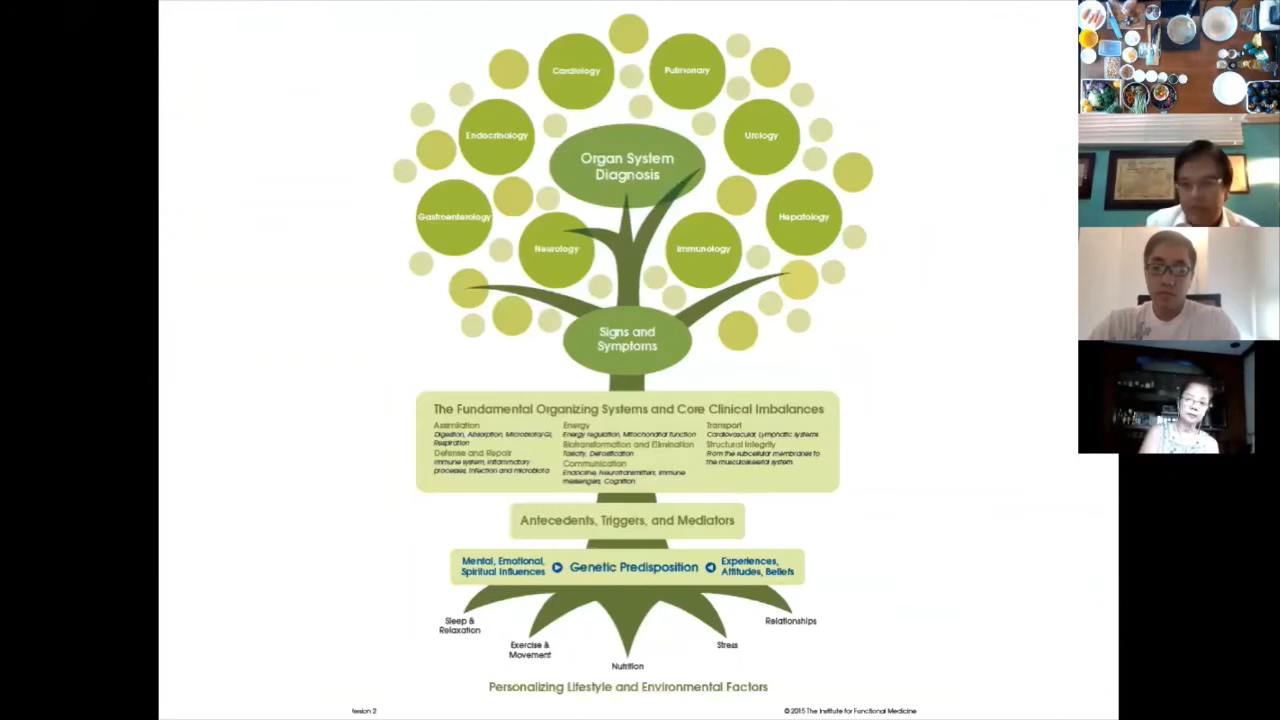 Cardiology
Pulmonary
Endocrinology
Urology
Organ System
Diagnosis
Gastroenterology
Hepatology
Neurology
Immunology
Signs and
Symptoms
The Fundamental Organizing Systems and Core Clinical Imbalances
Assimilation
Digestion, Absorption, Microbiota/GI,
Respiration
Defense and Repair
Immune system, Inflammatory
processes, Infection and microbiota
Energy
Energy regulation, Mitochondrial function
Biotransformation and Elimination
Toxicity, Detoxification
Communication
Endocrine, Neurotransmitters, Immune
messengers, Cognition
Transport
Cardiovascular, Lymphatic systems
Structural Integrity
From the subcellular membranes to
the musculoskeletal system
Antecedents, Triggers, and Mediators
Mental, Emotional,
Spiritual Influences
Genetic Predisposition
Experiences,
Attitudes, Beliefs
Sleep &
Relaxation
Exercise &
Movement
Nutrition
Stress
Relationships
Personalizing Lifestyle and Environmental Factors
Version 2
© 2015 The Institute for Functional Medicine